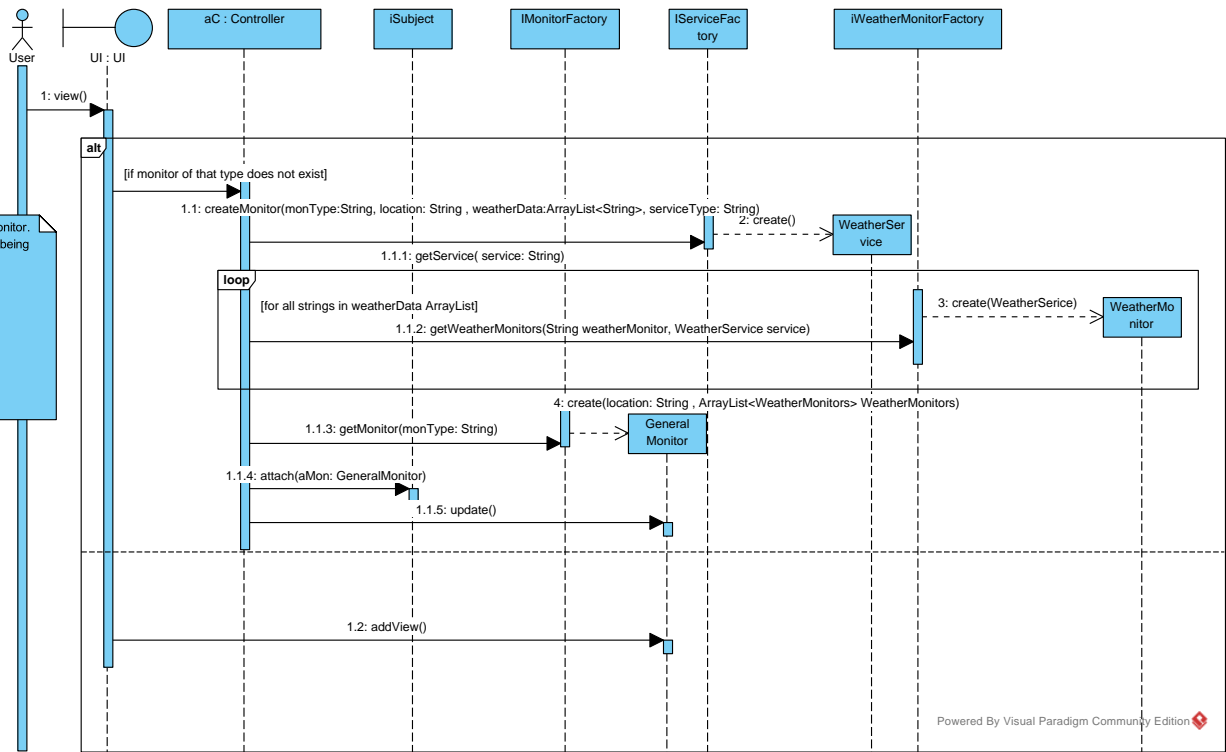 aC : Controller
iSubject
IMonitorFactory
IServiceFac
tory
iWeatherMonitorFactory
User
UI : UI
1: view()
alt
[if monitor of that type does not exist]
1.1: createMonitor(monType:String, location: String , weatherData:ArrayList<String>, serviceType: String)
2: create()
WeatherSer
vice
onitor.
being
1.1.1: getService( service: String)
loop
[for all strings in weatherData ArrayList]
3: create(WeatherSerice)
WeatherMo
nitor
1.1.2: getWeatherMonitors(String weatherMonitor, WeatherService service)
4: create(location: String , ArrayList<WeatherMonitors> WeatherMonitors)
1.1.3: getMonitor(monType: String)
General
Monitor
1.1.4: attach(aMon: GeneralMonitor)
1.1.5: update()
1.2: addView()
Powered By Visual Paradigm Community Edition